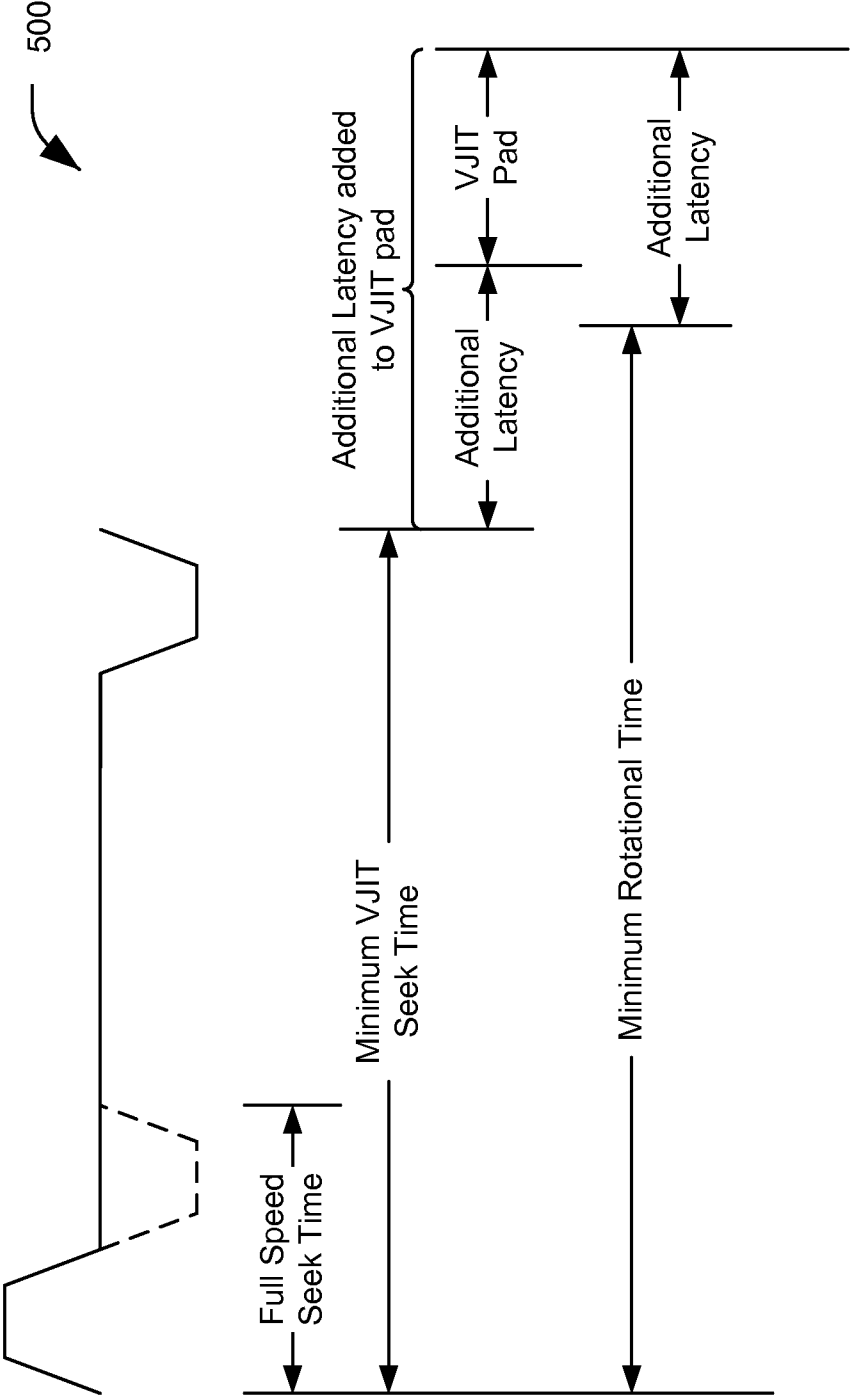 500
Full Speed
Seek Time
Minimum VJIT
Seek Time
Additional Latency added
to VJIT pad
Additional
Latency
VJIT
Pad
Minimum Rotational Time
Additional
Latency